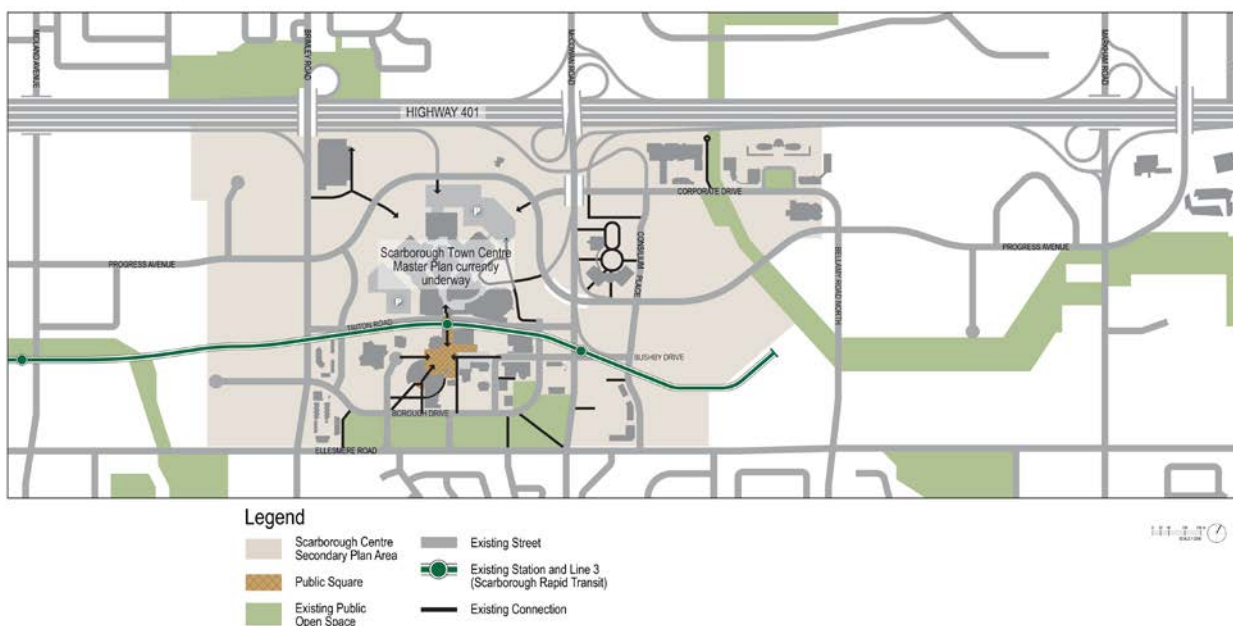 MIDLAND AVENUE
BRIMLEY ROAD
McCOWAN ROAD
MARKHAM ROAD
HIGHWAY 401
CORPORATE DRIVE
P
Scarborough Town Centre
Master Plan currently
underway
CONSILIUM PLACE
PROGRESS AVENUE
PROGRESS AVENUE
BELLAMY ROAD NORTH
P
TRITON ROAD
BUSHBY DRIVE
BOROUGH DRIVE
ELLESMERE ROAD
Legend
Scarborough Centre
Secondary Plan Area
Public Square
Existing Public
Open Space
Existing Street
Existing Station and Line 3
(Scarborough Rapid Transit)
Existing Connection